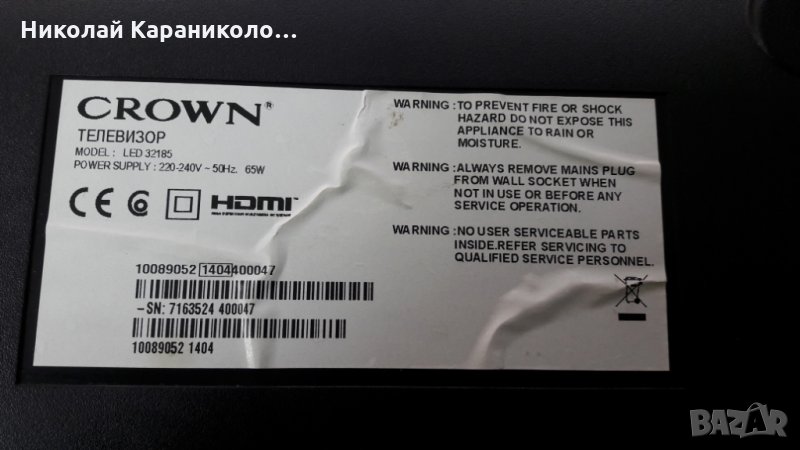 Николай Караниколо...
CROWN®
ТЕЛЕВИЗОР
MODEL : LED 32185
POWER SUPPLY : 220-240V ~ 50Hz. 65W
CE
HDMI
10089052 1404400047
-SN: 7163524 400047
10089052 1404
WARNING :TO PREVENT FIRE OR SHOCK
HAZARD DO NOT EXPOSE THIS
APPLIANCE TO RAIN OR
MOISTURE.
WARNING :ALWAYS REMOVE MAINS PLUG
FROM WALL SOCKET WHEN
NOT IN USE OR BEFORE ANY
SERVICE OPERATION.
WARNING :NO USER SERVICEABLE PARTS
INSIDE.REFER SERVICING TO
QUALIFIED SERVICE PERSONNEL.
BAZAR